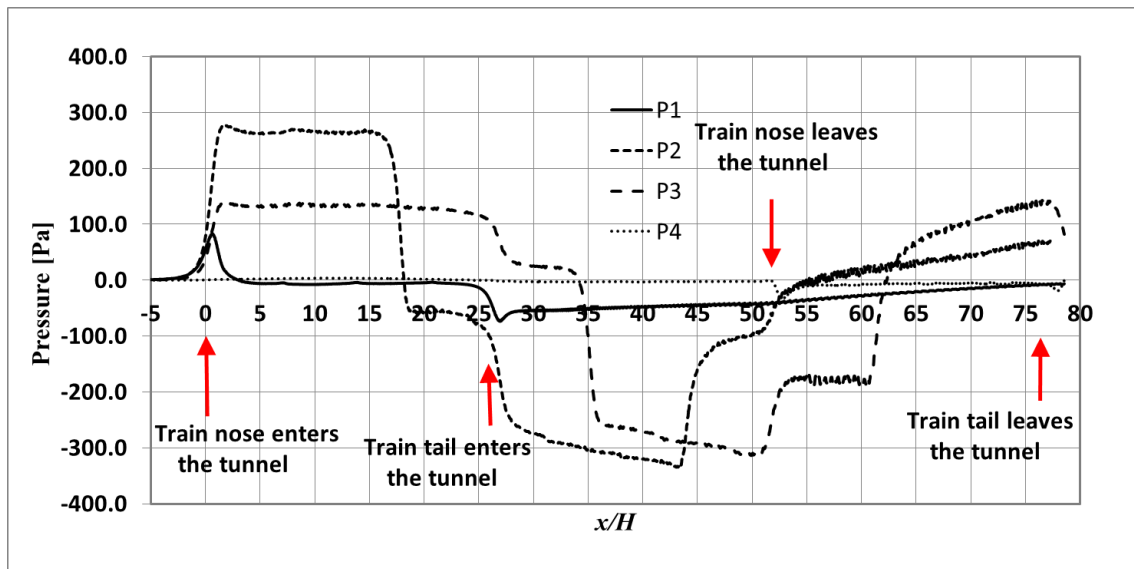 400.0
300.0
200.0
100.0
0.0
-100.0
-200.0
-300.0
-400.0
Pressure [Pa]
-5 0 5 10 15 20 25 30 35 40 45 50 55 60 65 70 75 80
x/H
P1
P2
P3
P4
Train nose leaves
the tunnel
Train nose enters
the tunnel
Train tail enters
the tunnel
Train tail leaves
the tunnel